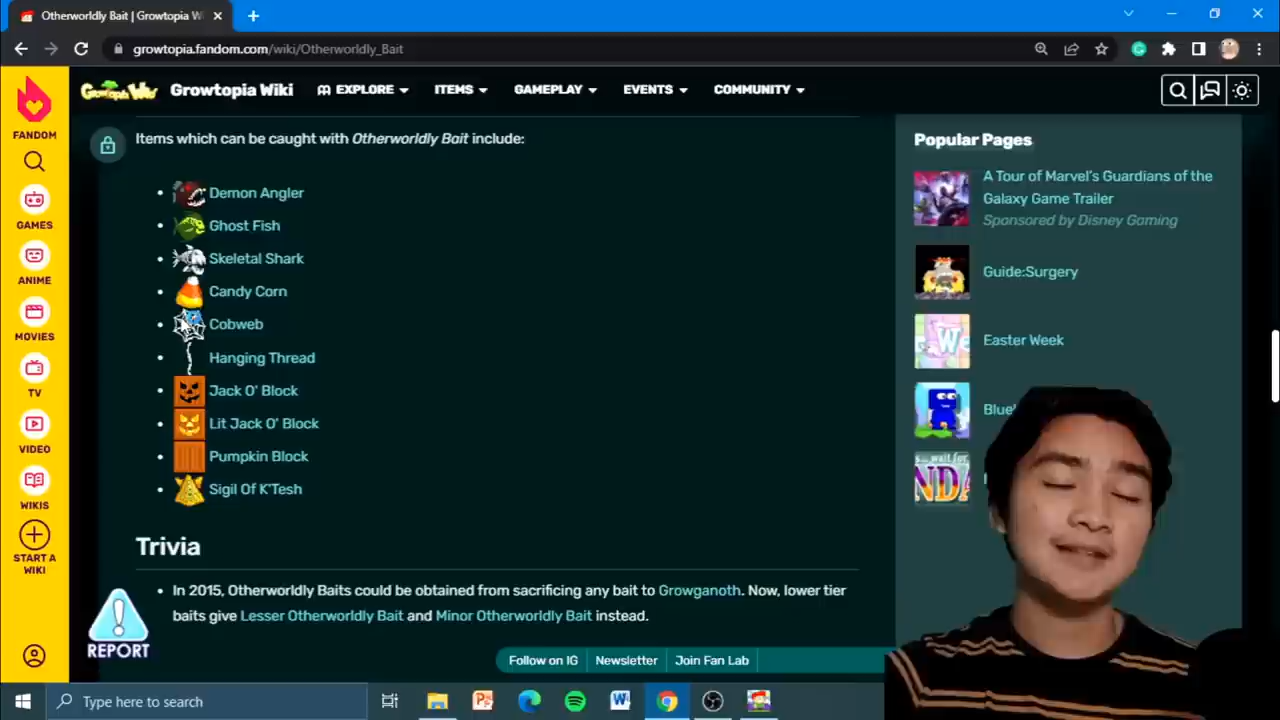 Otherworldly Bait | Growtopia W
growtopia.fandom.com/wiki/Otherworldly_Bait
Growtopia Wiki
EXPLORE
ITEMS
GAMEPLAY
EVENTS
COMMUNITY
FANDOM
GAMES
ANIME
MOVIES
TV
VIDEO
WIKIS
START A
WIKI
Items which can be caught with Otherworldly Bait include:
Demon Angler
Ghost Fish
Skeletal Shark
Candy Corn
Cobweb
Hanging Thread
Jack O' Block
Lit Jack O' Block
Pumpkin Block
Sigil Of K'Tesh
Trivia
In 2015, Otherworldly Baits could be obtained from sacrificing any bait to Growganoth. Now, lower tier
baits give Lesser Otherworldly Bait and Minor Otherworldly Bait instead.
REPORT
Popular Pages
A Tour of Marvel's Guardians of the
Galaxy Game Trailer
Sponsored by Disney Gaming
Guide:Surgery
Easter Week
Follow on IG
Newsletter
Join Fan Lab
Type here to search